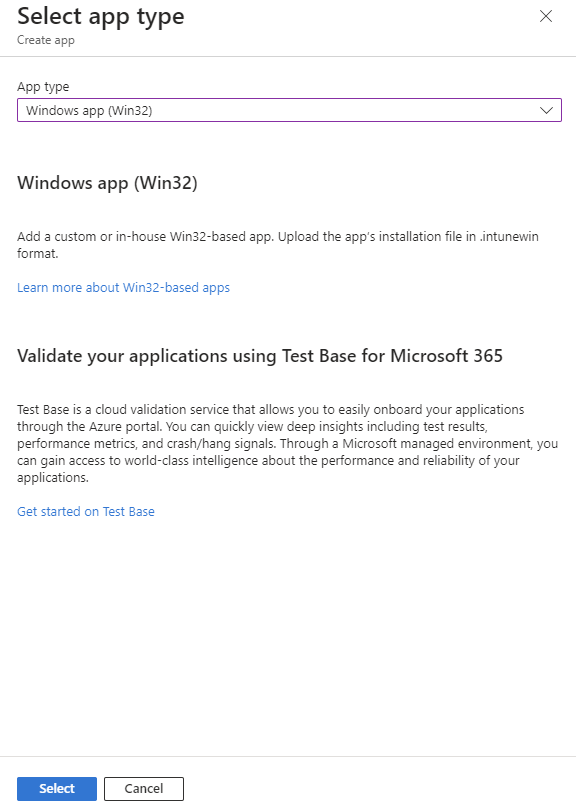 Select app type
Create app
App type
Windows app (Win32)
Windows app (Win32)
Add a custom or in-house Win32-based app. Upload the app's installation file in .intunewin
format.
Learn more about Win32-based apps
Validate your applications using Test Base for Microsoft 365
Test Base is a cloud validation service that allows you to easily onboard your applications
through the Azure portal. You can quickly view deep insights including test results,
performance metrics, and crash/hang signals. Through a Microsoft managed environment, you
can gain access to world-class intelligence about the performance and reliability of your
applications.
Get started on Test Base
Select
Cancel